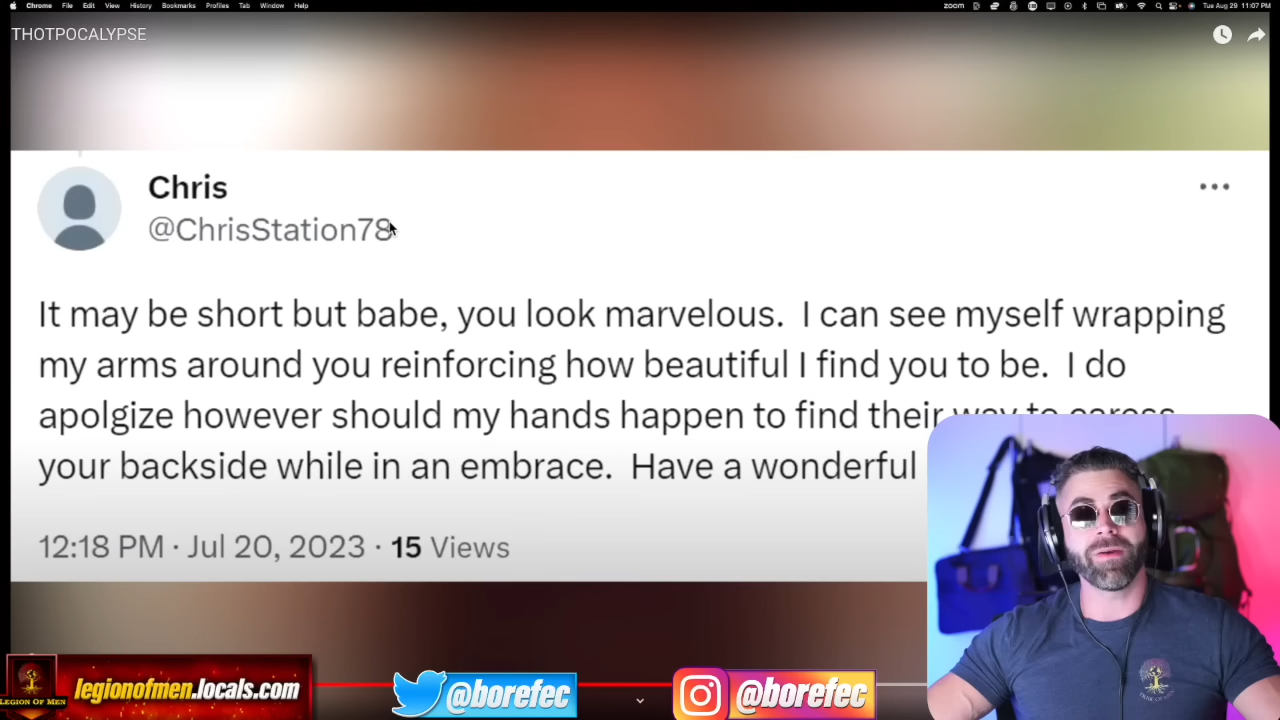 Chrome File Edit View History Bookmarks Profiles Tab Window Help
zoom
Tue Aug 29 11:07 PM
THOTPOCALYPSE
Chris
@ChrisStation78
It may be short but babe, you look marvelous. I can see myself wrapping
my arms around you reinforcing how beautiful I find you to be. I do
apolgize however should my hands happen to find their way to caress
your backside while in an embrace. Have a wonderful
12:18 PM · Jul 20, 2023 · 15 Views
LEGION OF MEN
legionofmen.locals.com
@borefec
@borefec